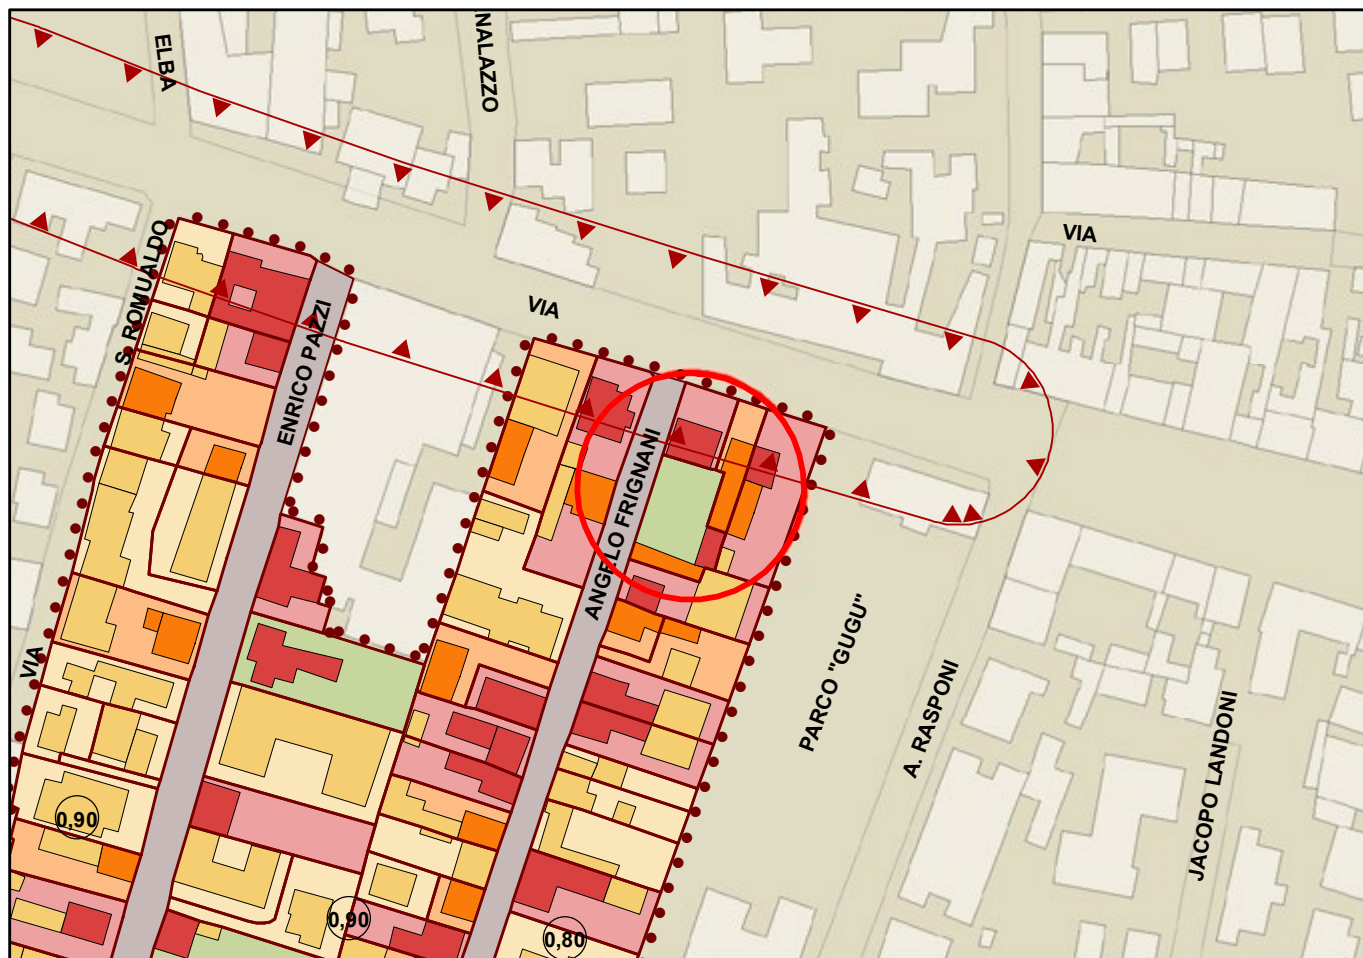 ELBA
NALAZZO
VIA
S. ROMUALDO
VIA
ENRICO PAZZI
ANGELO FRIGNANI
PARCO "GUGU"
VIA
A. RASPONI
JACOPO LANDONI
0,90
0,90
0,80